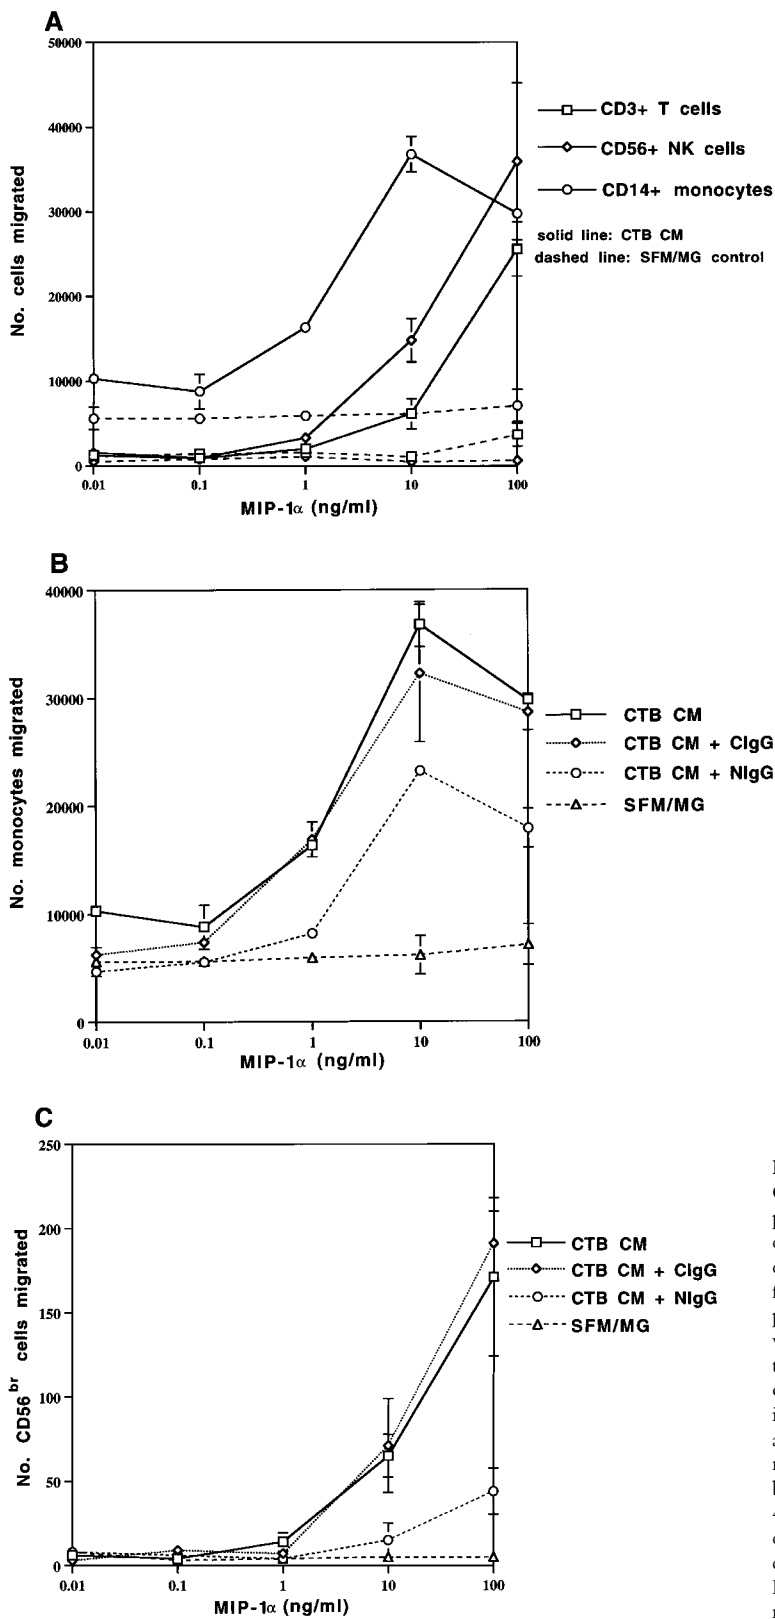 A
50000
40000
30000
20000
10000
0
No. cells migrated
0.01 0.1 1 10 100
MIP-1α (ng/ml)
CD3+ T cells
CD56+ NK cells
CD14+ monocytes
solid line: CTB CM
dashed line: SFM/MG control
B
40000
30000
20000
10000
0
No. monocytes migrated
0.01 0.1 1 10 100
MIP-1α (ng/ml)
CTB CM
CTB CM + CIgG
CTB CM + NIgG
SFM/MG
C
250
200
150
100
50
0
No. CD56br cells migrated
0.01 0.1 1 10 100
MIP-1α (ng/ml)
CTB CM
CTB CM + CIgG
CTB CM + NIgG
SFM/MG